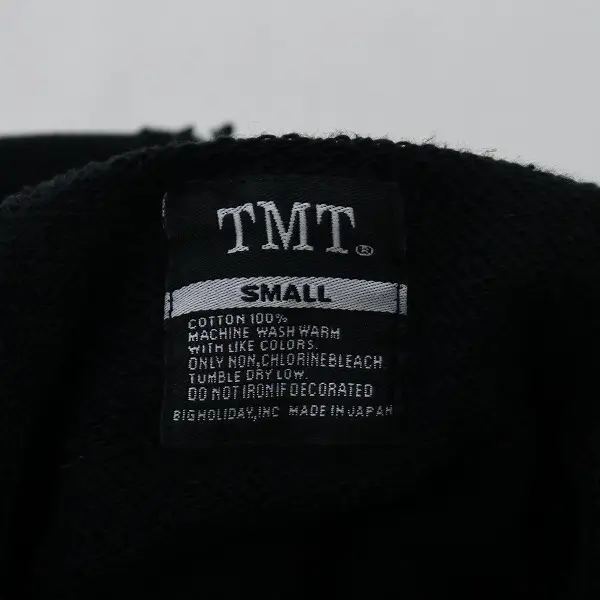 TMT®
SMALL
COTTON 100%
MACHINE WASH WARM
WITH LIKE COLORS.
ONLY NON,CHLORINEBLEACH.
TUMBLE DRY LOW.
DO NOT IRONIF DECORATED
BIGHOLIDAY,INC MADE IN JAPAN